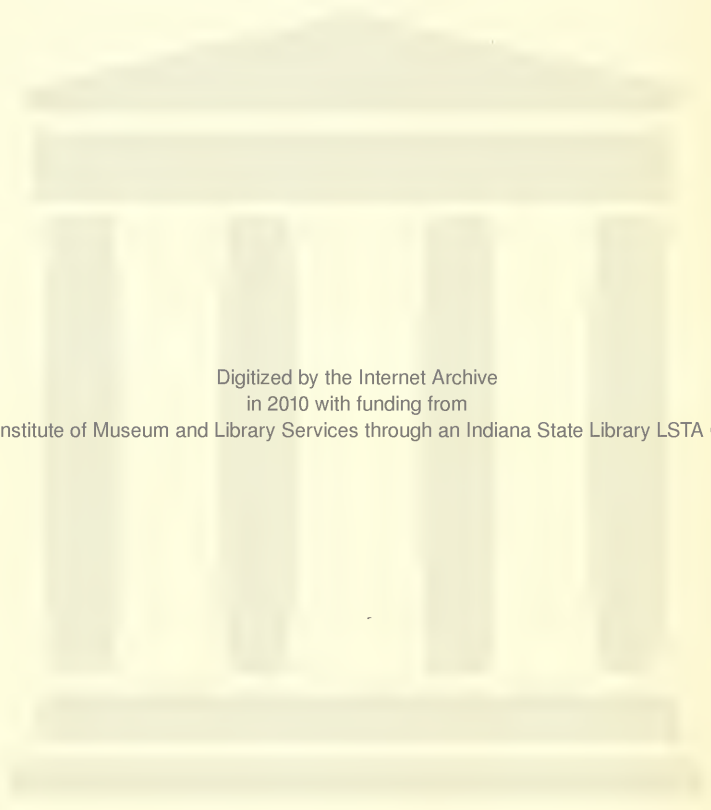 Digitized by the Internet Archive
in 2010 with funding from
nstitute of Museum and Library Services through an Indiana State Library LSTA